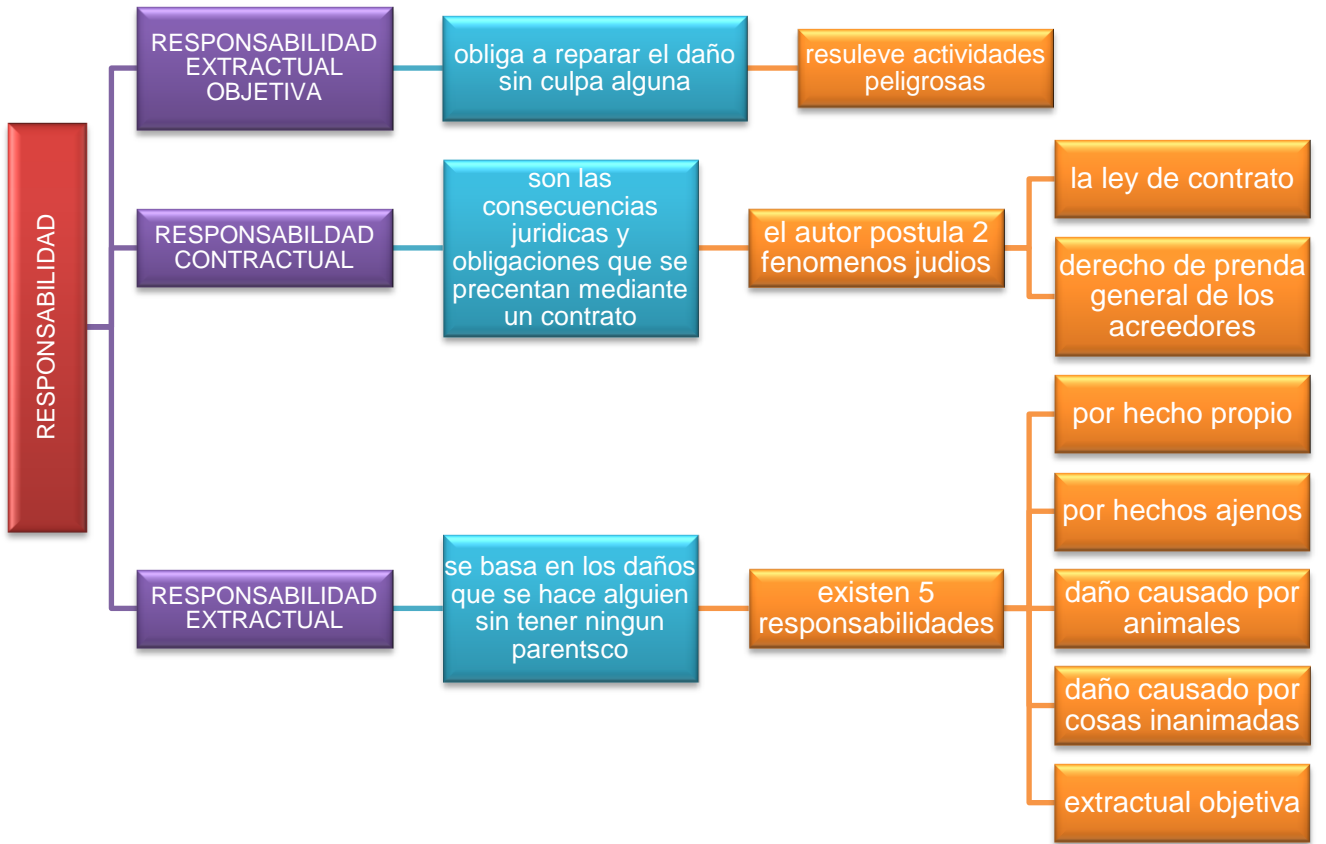 RESPONSABILIDAD
RESPONSABILIDAD
EXTRACTUAL
OBJETIVA
obliga a reparar el daño
sin culpa alguna
resuleve actividades
peligrosas
RESPONSABILDAD
CONTRACTUAL
son las
consecuencias
juridicas y
obligaciones que se
precentan mediante
un contrato
el autor postula 2
fenomenos judios
la ley de contrato
derecho de prenda
general de los
acreedores
RESPONSABILIDAD
EXTRACTUAL
se basa en los daños
que se hace alguien
sin tener ningun
parentsco
existen 5
responsabilidades
por hecho propio
por hechos ajenos
daño causado por
animales
daño causado por
cosas inanimadas
extractual objetiva